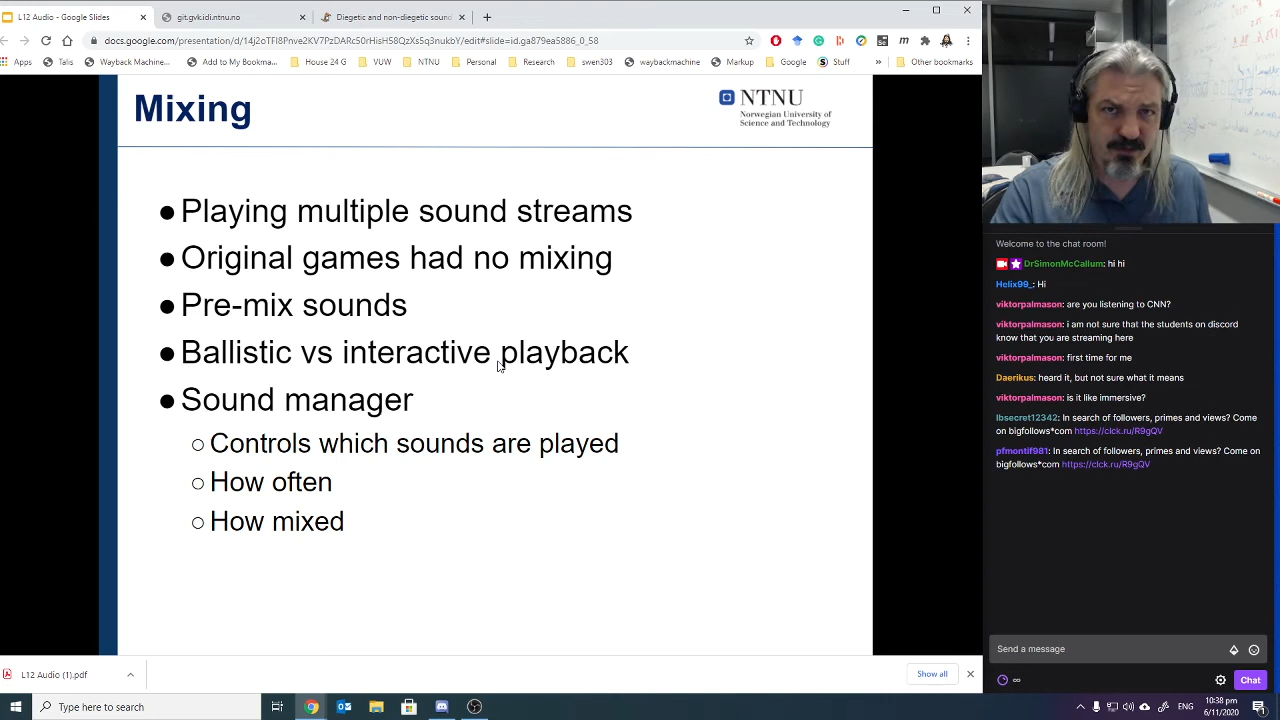 L12 Audio - Google Slides
git.gvk.idi.ntnu.no
Diegetic and non-diegetic sound
Apps
Talis
Wayback Machine...
Add to My Bookma...
House 24 G
VUW
NTNU
Personal
Research
swen303
waybackmachine
Markup
Google
Stuff
Other bookmarks
Mixing
NTNU
Norwegian University of
Science and Technology
● Playing multiple sound streams
● Original games had no mixing
● Pre-mix sounds
● Ballistic vs interactive playback
● Sound manager
○ Controls which sounds are played
○ How often
○ How mixed
Welcome to the chat room!
DrSimonMcCallum: hi hi
Helix99_: Hi
viktorpalmason: are you listening to CNN?
viktorpalmason: i am not sure that the students on discord
know that you are streaming here
viktorpalmason: first time for me
Daerikus: heard it, but not sure what it means
viktorpalmason: is it like immersive?
lbsecret12342: In search of followers, primes and views? Come
on bigfollows*com https://clck.ru/R9gQV
pfmontif981: In search of followers, primes and views? Come on
bigfollows*com https://clck.ru/R9gQV
Send a message
Chat
L12 Audio (1).pdf
Show all
Type here to search
ENG
10:38 pm
6/11/2020